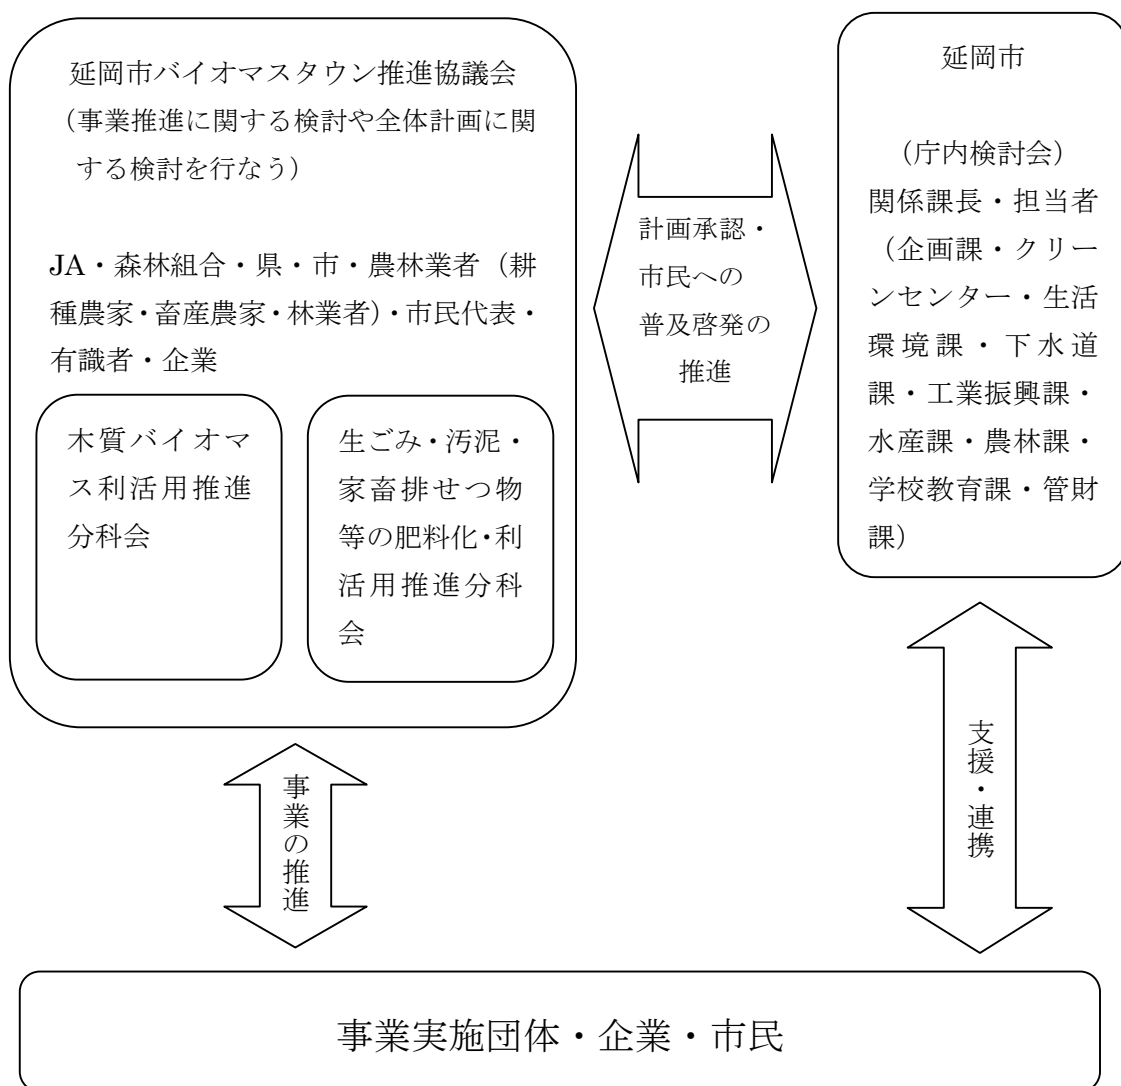 延岡市バイオマスタウン推進協議会
（事業推進に関する検討や全体計画に関
する検討を行なう）
JA・森林組合・県・市・農林業者（耕
種農家・畜産農家・林業者）・市民代表・
有識者・企業
木質バイオマ
ス利活用推進
分科会
生ごみ・汚泥・
家畜排せつ物
等の肥料化・利
活用推進分科
会
計画承認・
市民への
普及啓発の
推進
延岡市
（庁内検討会）
関係課長・担当者
（企画課・クリー
ンセンター・生活
環境課・下水道
課・工業振興課・
水産課・農林課・
学校教育課・管財
課）
事業の推進
支援・連携
事業実施団体・企業・市民